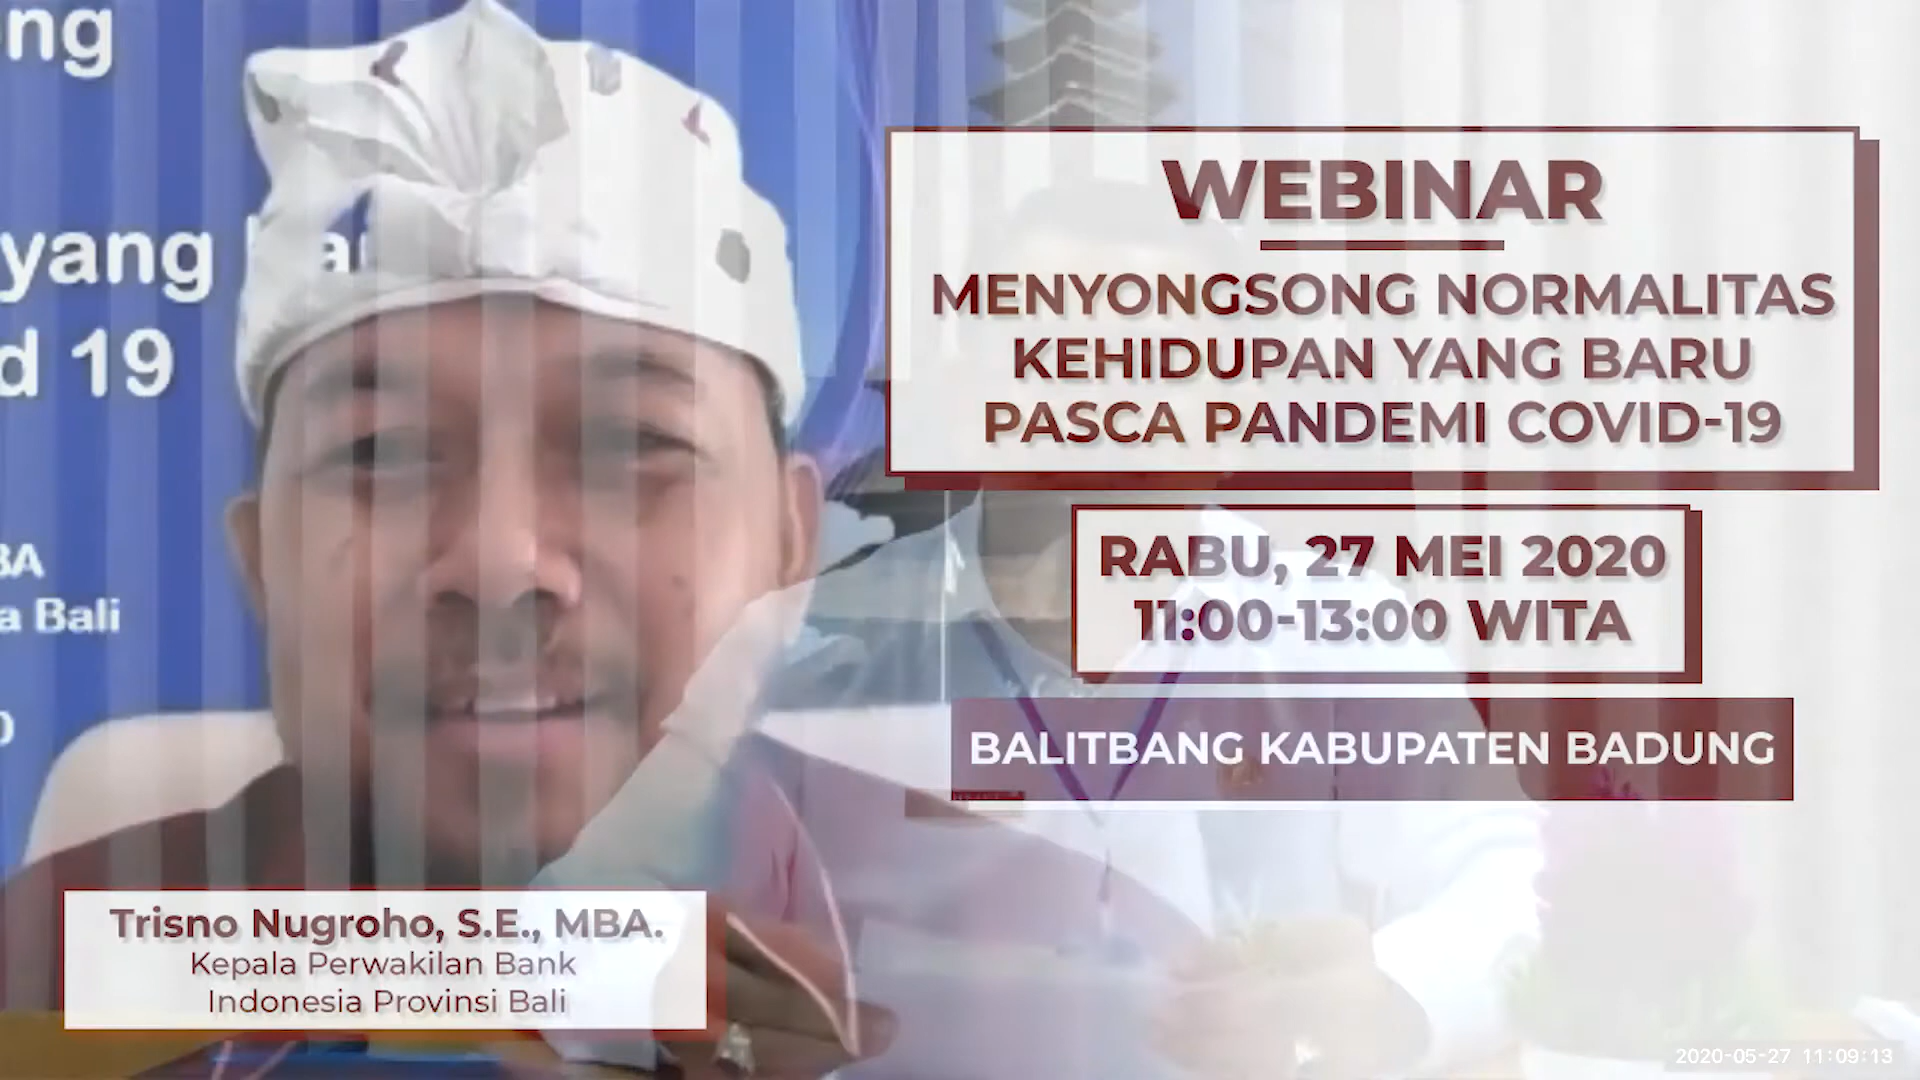 ng
yang
d 19
BA
a Bali
WEBINAR
MENYONGSONG NORMALITAS
KEHIDUPAN YANG BARU
PASCA PANDEMI COVID-19
RABU, 27 MEI 2020
11:00-13:00 WITA
BALITBANG KABUPATEN BADUNG
Trisno Nugroho, S.E., MBA.
Kepala Perwakilan Bank
Indonesia Provinsi Bali
2020-05-27 11:09:13